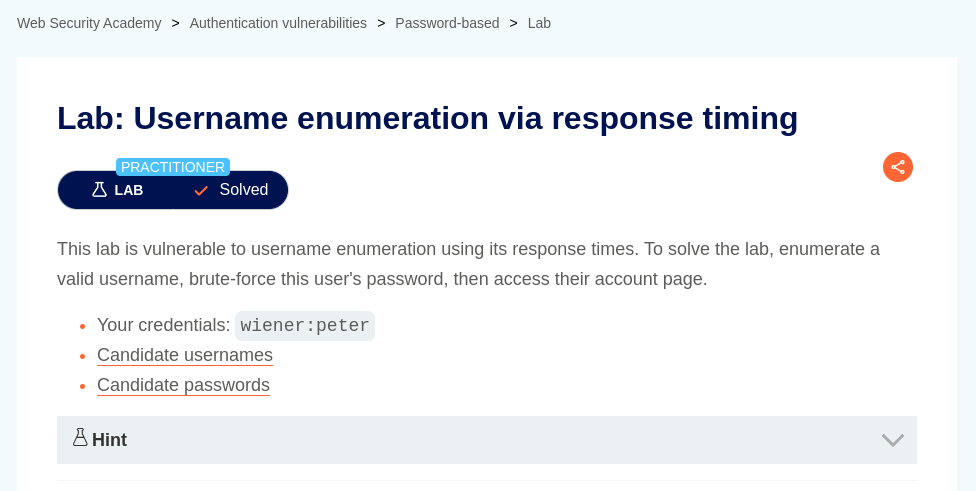 Web Security Academy > Authentication vulnerabilities > Password-based > Lab
Lab: Username enumeration via response timing
PRACTITIONER
LAB Solved
This lab is vulnerable to username enumeration using its response times. To solve the lab, enumerate a
valid username, brute-force this user's password, then access their account page.
Your credentials: wiener:peter
Candidate usernames
Candidate passwords
Hint